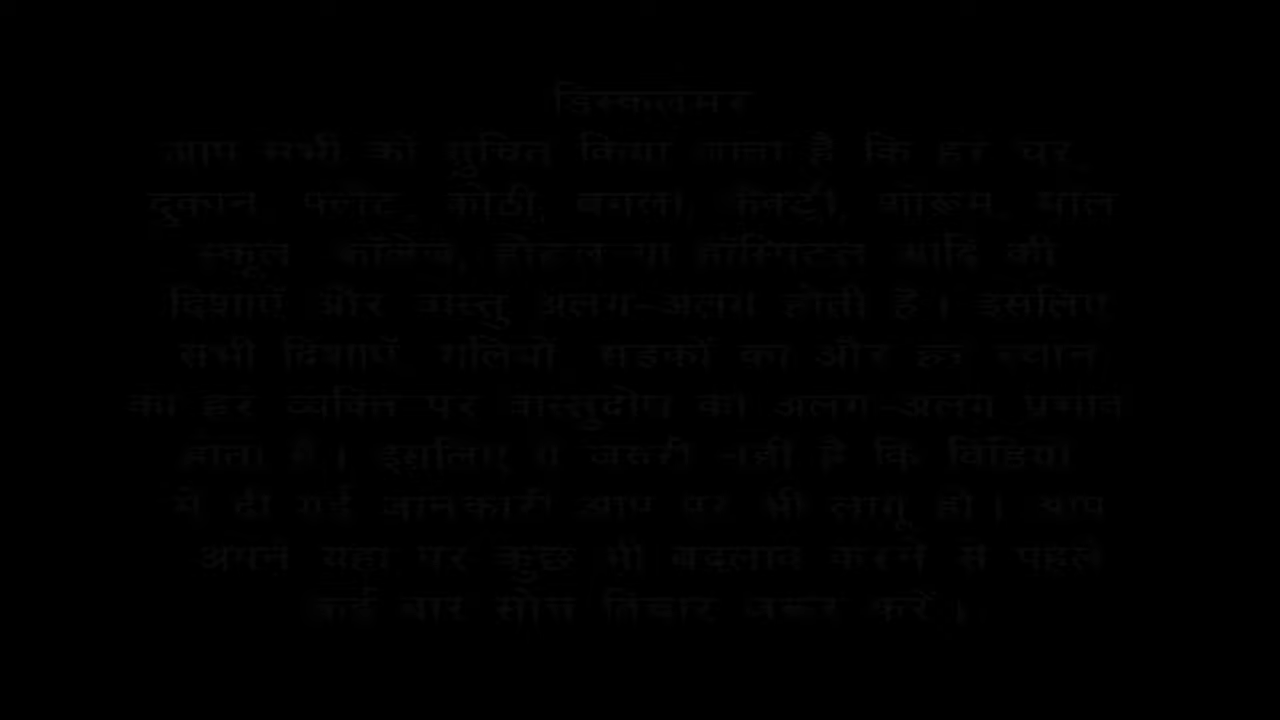 डिस्कलेमर
आप सभी को सुचित किया जाता है कि हर घर,
दुकान, फ्लैट, कोठी, बंगला, फैक्ट्री, शोरूम, मॉल
स्कूल, कॉलेज, होटल या हॉस्पिटल आदि की
दिशाएँ और वास्तु अलग-अलग होती है। इसलिए
सभी दिशाएँ, गलियों, सड़कों का और हर स्थान
का हर व्यक्ति पर वास्तुदोष का अलग-अलग प्रभाव
होता है। इसलिए ये जरुरी नही है कि विडियो
में दी गई जानकारी आप पर भी लागू हो। आप
अपने यहा पर कुछ भी बदलाव करने से पहले
कई बार सोच विचार जरूर करें।